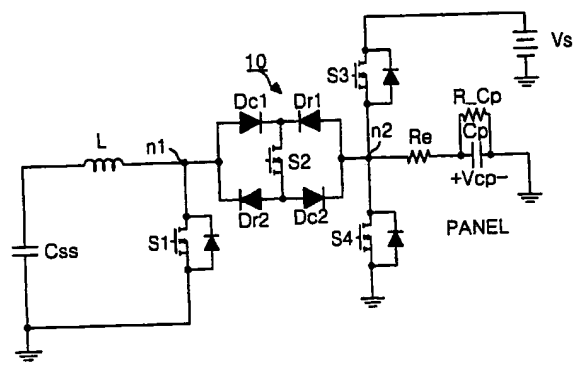 S3
Vs
10
Dc1
Dr1
R_Cp
L
n1
n2
Re
Cp
S2
+Vcp-
Dr2
Dc2
Css
S1
S4
PANEL